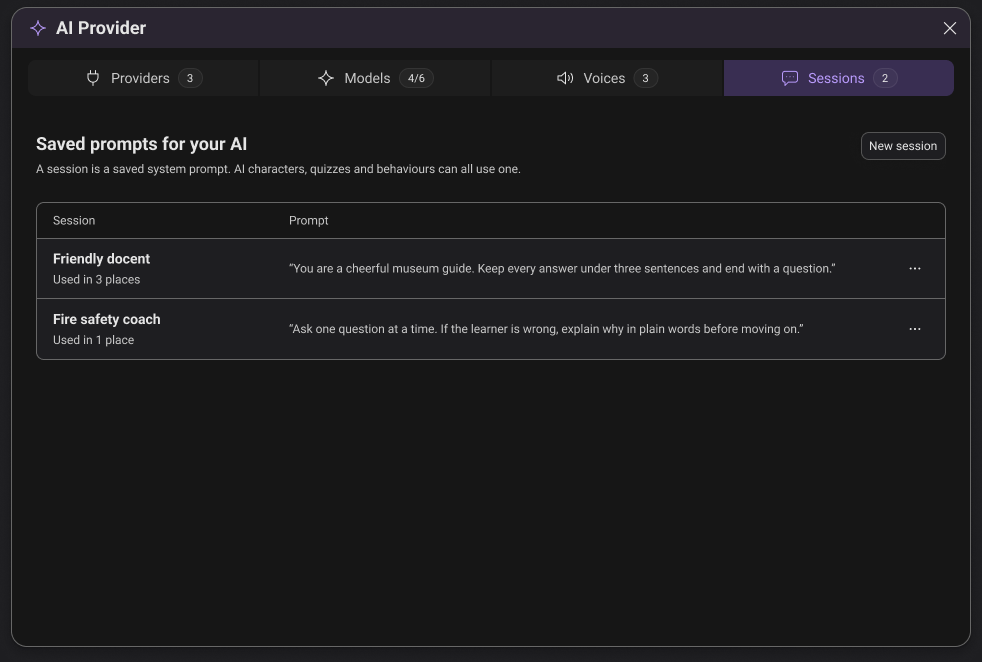 AI Provider
Providers 3
Models 4/6
Voices 3
Sessions 2
Saved prompts for your AI
New session
A session is a saved system prompt. AI characters, quizzes and behaviours can all use one.
Session Prompt
Friendly docent
Used in 3 places
“You are a cheerful museum guide. Keep every answer under three sentences and end with a question.”
Fire safety coach
Used in 1 place
“Ask one question at a time. If the learner is wrong, explain why in plain words before moving on.”